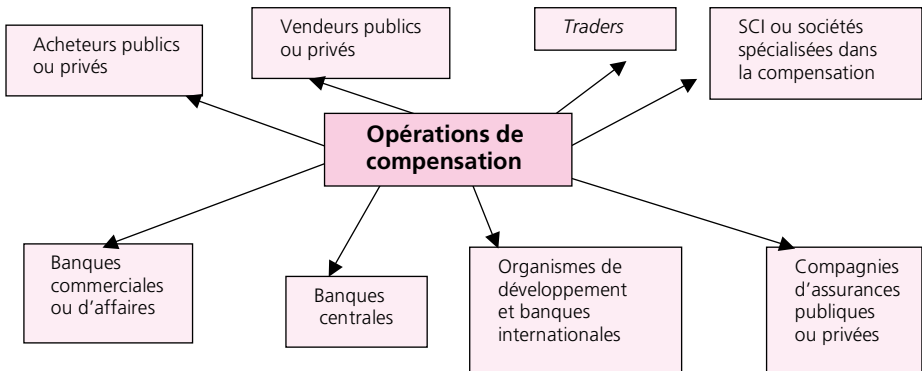 Acheteurs publics
ou privés
Vendeurs publics
ou privés
Traders
SCI ou sociétés
spécialisées dans
la compensation
Opérations de
compensation
Banques
commerciales
ou d’affaires
Banques
centrales
Organismes de
développement
et banques
internationales
Compagnies
d’assurances
publiques
ou privées